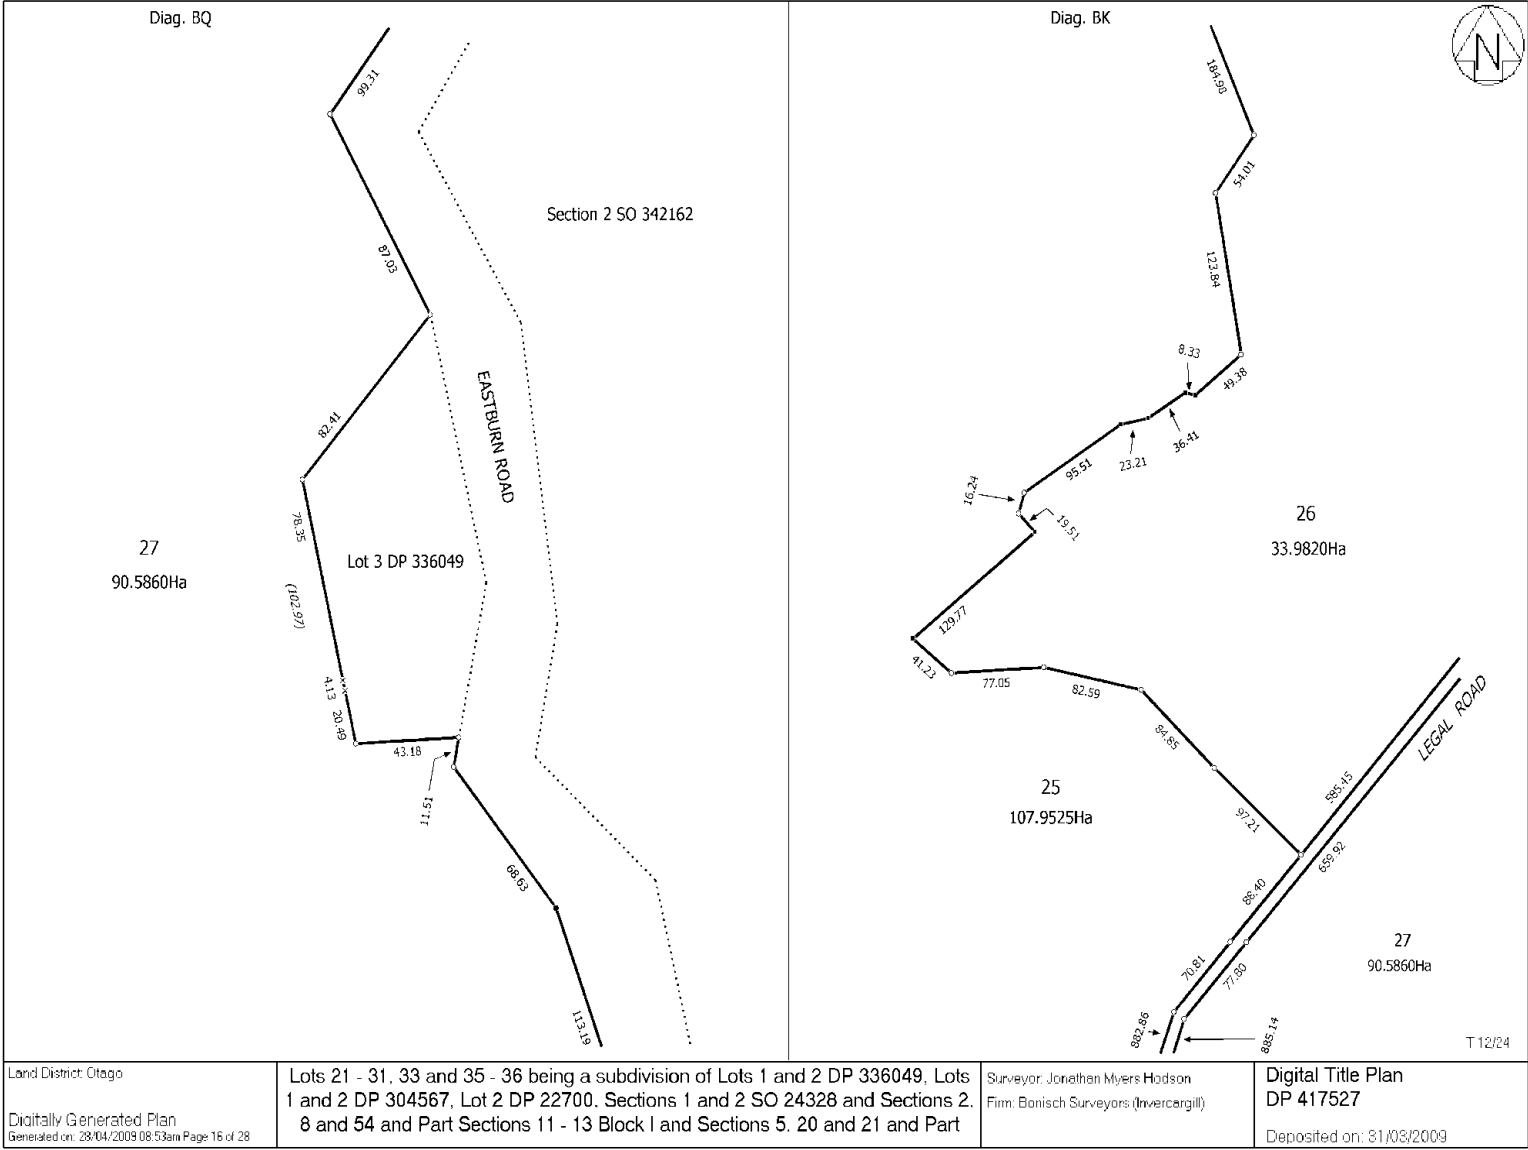 Diag. BQ
99.31
87.03
Section 2 SO 342162
82.41
EASTBURN ROAD
78.35
27
90.5860Ha
Lot 3 DP 336049
(102.97)
4.13
20.49
43.18
11.51
68.63
113.19
Diag. BK
N
184.98
54.01
123.84
8.33
49.38
36.41
23.21
95.51
16.24
19.51
26
33.9820Ha
129.77
41.23
77.05
82.59
84.85
LEGAL ROAD
25
107.9525Ha
585.45
97.21
659.92
88.40
27
90.5860Ha
70.81
77.80
882.86
885.14
T 12/24
Land District: Otago
Digitally Generated Plan
Generated on: 28/04/2009 08:53am Page 16 of 28
Lots 21 - 31, 33 and 35 - 36 being a subdivision of Lots 1 and 2 DP 336049, Lots
1 and 2 DP 304567, Lot 2 DP 22700, Sections 1 and 2 SO 24328 and Sections 2,
8 and 54 and Part Sections 11 - 13 Block I and Sections 5, 20 and 21 and Part
Surveyor: Jonathan Myers Hodson
Firm: Bonisch Surveyors (Invercargill)
Digital Title Plan
DP 417527
Deposited on: 31/03/2009